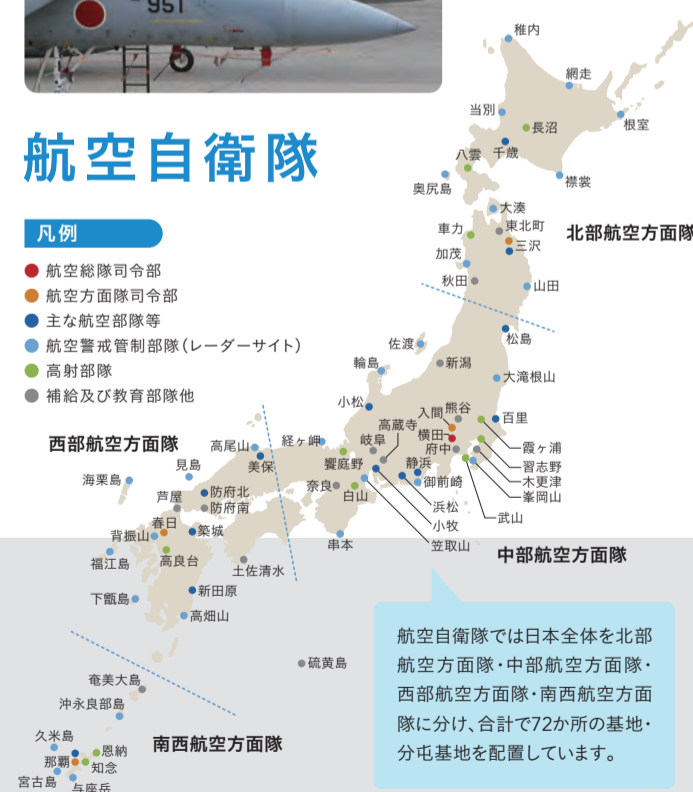 951
航空自衛隊
凡例
航空総隊司令部
航空方面隊司令部
主な航空部隊等
航空警戒管制部隊(レーダーサイト)
高射部隊
補給及び教育部隊他
稚内
網走
当別
長沼
根室
八雲
千歳
奥尻島
襟裳
大湊
車力
東北町
北部航空方面隊
三沢
加茂
秋田
山田
松島
佐渡
新潟
輪島
大滝根山
小松
熊谷
入間
百里
高蔵寺
横田
西部航空方面隊
高尾山
経ヶ岬
岐阜
府中
霞ヶ浦
美保
饗庭野
静浜
習志野
見島
木更津
海栗島
奈良
御前崎
峯岡山
防府北
白山
芦屋
防府南
浜松
武山
春日
小牧
築城
背振山
串本
笠取山
中部航空方面隊
福江島
高良台
土佐清水
新田原
下甑島
高畑山
硫黄島
奄美大島
沖永良部島
南西航空方面隊
久米島
恩納
那覇
知念
宮古島
与座岳
航空自衛隊では日本全体を北部
航空方面隊・中部航空方面隊・
西部航空方面隊・南西航空方面
隊に分け、合計で72か所の基地・
分屯基地を配置しています。